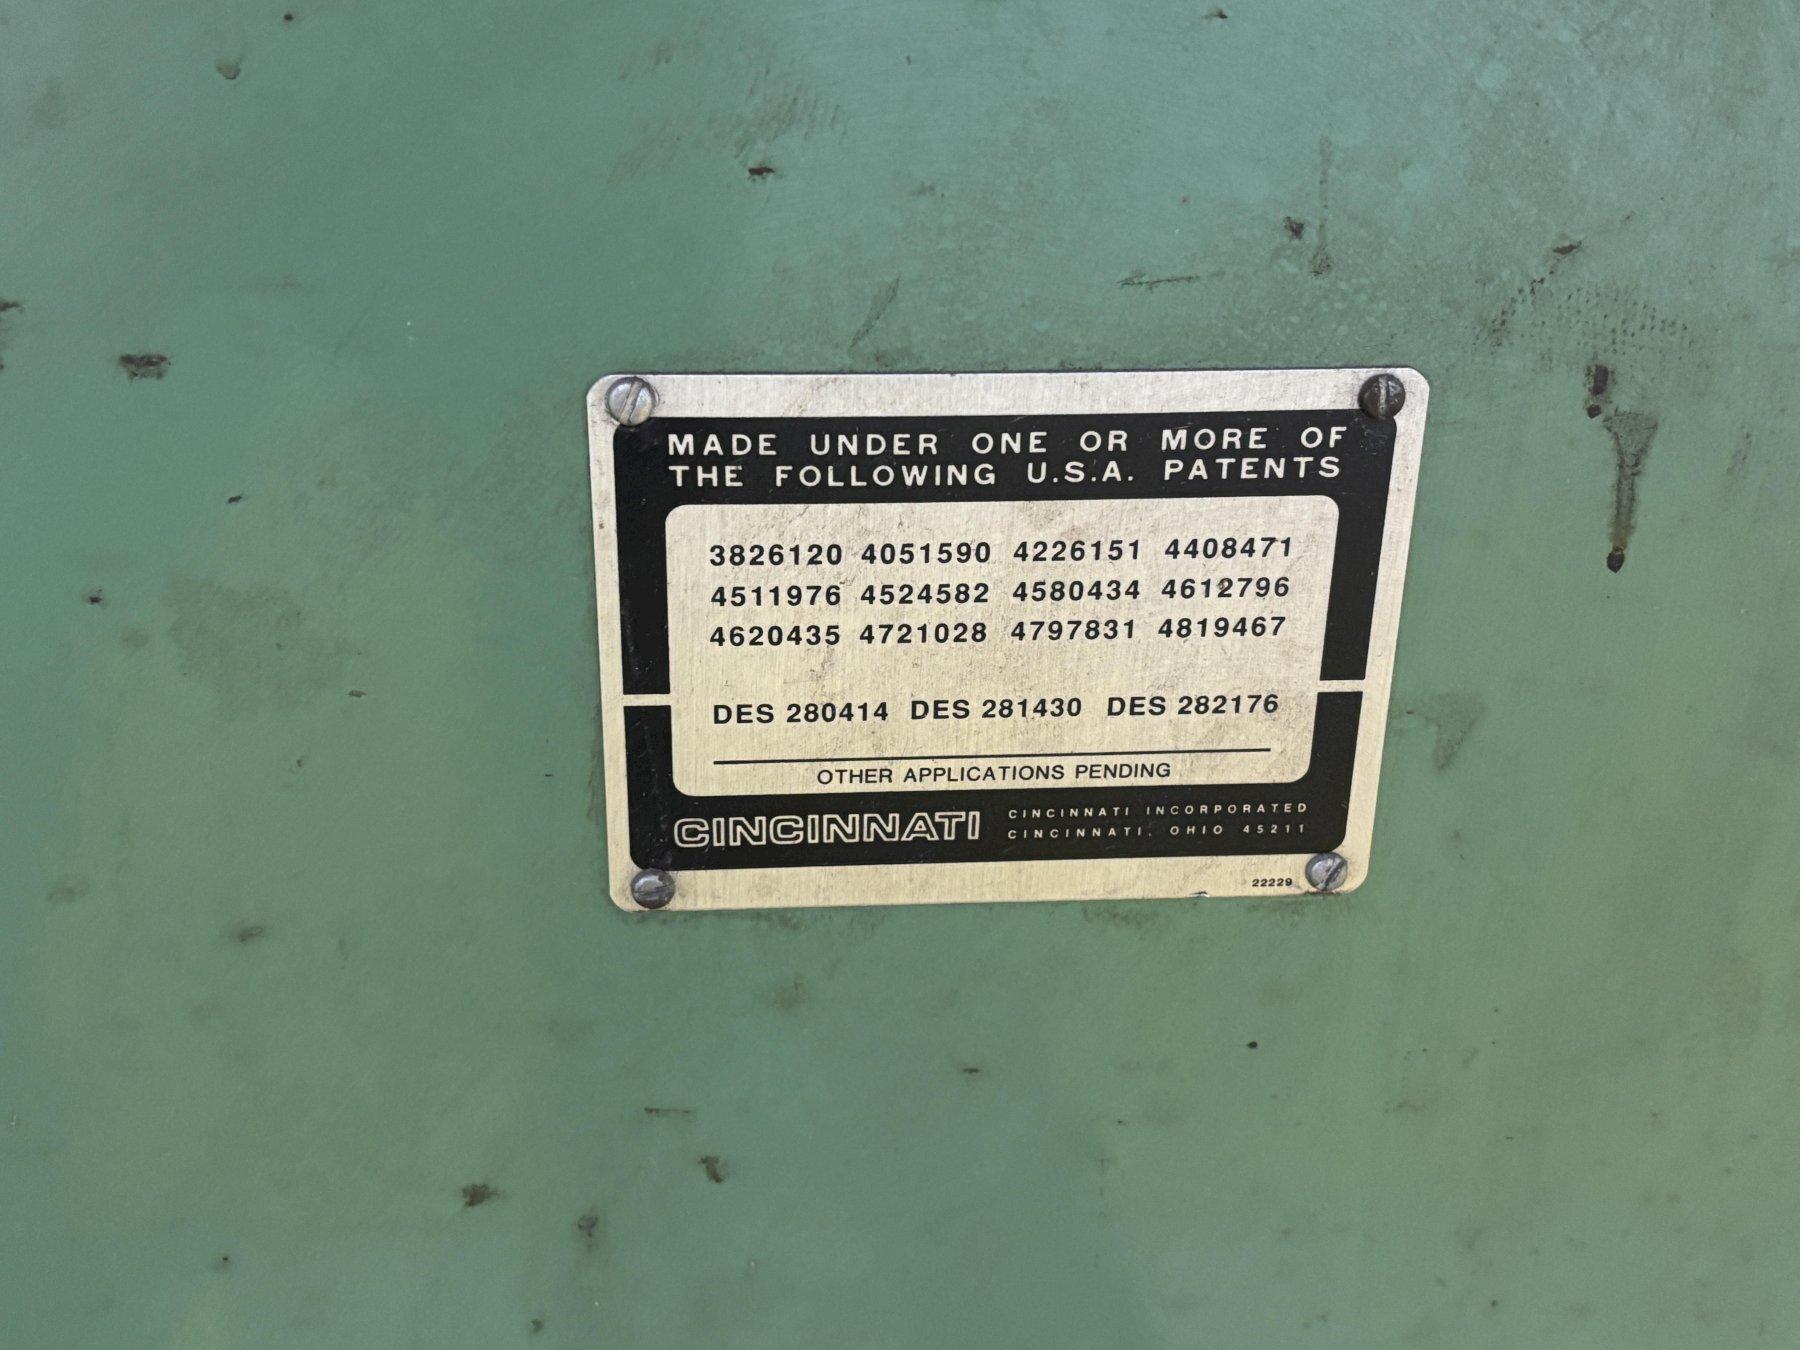 MADE UNDER ONE OR MORE OF
THE FOLLOWING U.S.A. PATENTS
3826120 4051590 4226151 4408471
4511976 4524582 4580434 4612796
4620435 4721028 4797831 4819467
DES 280414 DES 281430 DES 282176
OTHER APPLICATIONS PENDING
CINCINNATI CINCINNATI INCORPORATED
CINCINNATI, OHIO 45211
22229